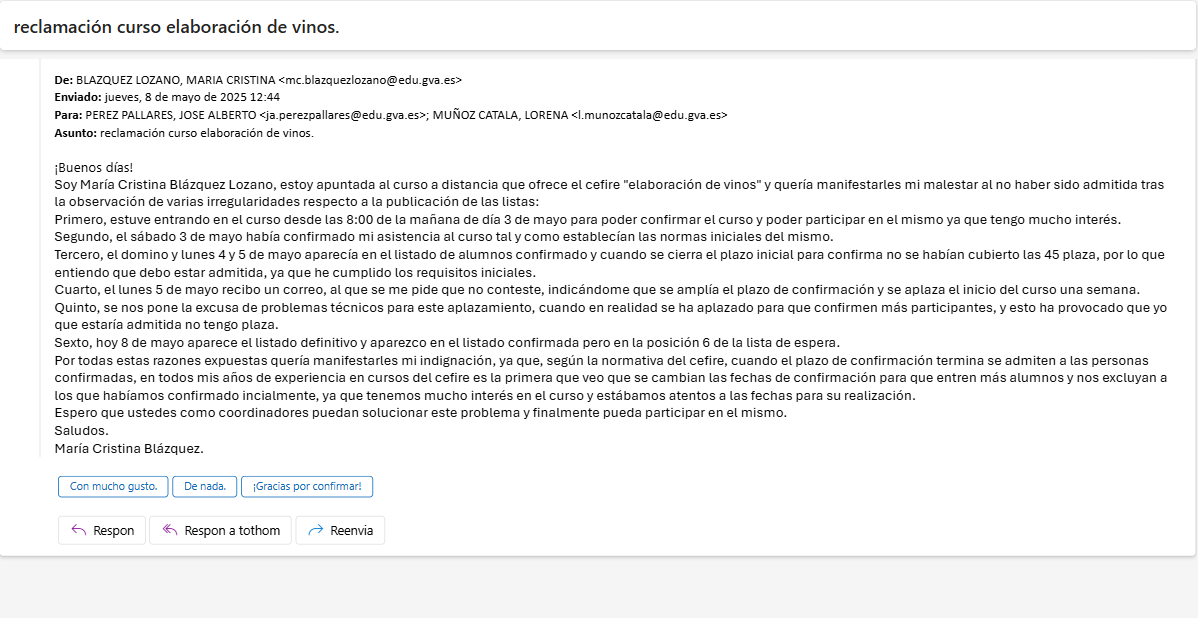 reclamación curso elaboración de vinos.
De: BLAZQUEZ LOZANO, MARIA CRISTINA <mc.blazquezlozano@edu.gva.es>
Enviado: jueves, 8 de mayo de 2025 12:44
Para: PEREZ PALLARES, JOSE ALBERTO <ja.perezpallares@edu.gva.es>; MUÑOZ CATALA, LORENA <l.munozcatala@edu.gva.es>
Asunto: reclamación curso elaboración de vinos.
¡Buenos días!
Soy María Cristina Blázquez Lozano, estoy apuntada al curso a distancia que ofrece el cefire "elaboración de vinos" y quería manifestarles mi malestar al no haber sido admitida tras
la observación de varias irregularidades respecto a la publicación de las listas:
Primero, estuve entrando en el curso desde las 8:00 de la mañana de día 3 de mayo para poder confirmar el curso y poder participar en el mismo ya que tengo mucho interés.
Segundo, el sábado 3 de mayo había confirmado mi asistencia al curso tal y como establecían las normas iniciales del mismo.
Tercero, el domino y lunes 4 y 5 de mayo aparecía en el listado de alumnos confirmado y cuando se cierra el plazo inicial para confirma no se habían cubierto las 45 plaza, por lo que
entiendo que debo estar admitida, ya que he cumplido los requisitos iniciales.
Cuarto, el lunes 5 de mayo recibo un correo, al que se me pide que no conteste, indicándome que se amplía el plazo de confirmación y se aplaza el inicio del curso una semana.
Quinto, se nos pone la excusa de problemas técnicos para este aplazamiento, cuando en realidad se ha aplazado para que confirmen más participantes, y esto ha provocado que yo
que estaría admitida no tengo plaza.
Sexto, hoy 8 de mayo aparece el listado definitivo y aparezco en el listado confirmada pero en la posición 6 de la lista de espera.
Por todas estas razones expuestas quería manifestarles mi indignación, ya que, según la normativa del cefire, cuando el plazo de confirmación termina se admiten a las personas
confirmadas, en todos mis años de experiencia en cursos del cefire es la primera que veo que se cambian las fechas de confirmación para que entren más alumnos y nos excluyan a
los que habíamos confirmado incialmente, ya que tenemos mucho interés en el curso y estábamos atentos a las fechas para su realización.
Espero que ustedes como coordinadores puedan solucionar este problema y finalmente pueda participar en el mismo.
Saludos.
María Cristina Blázquez.
Con mucho gusto. De nada. ¡Gracias por confirmar!
Respon Respon a tothom Reenvia